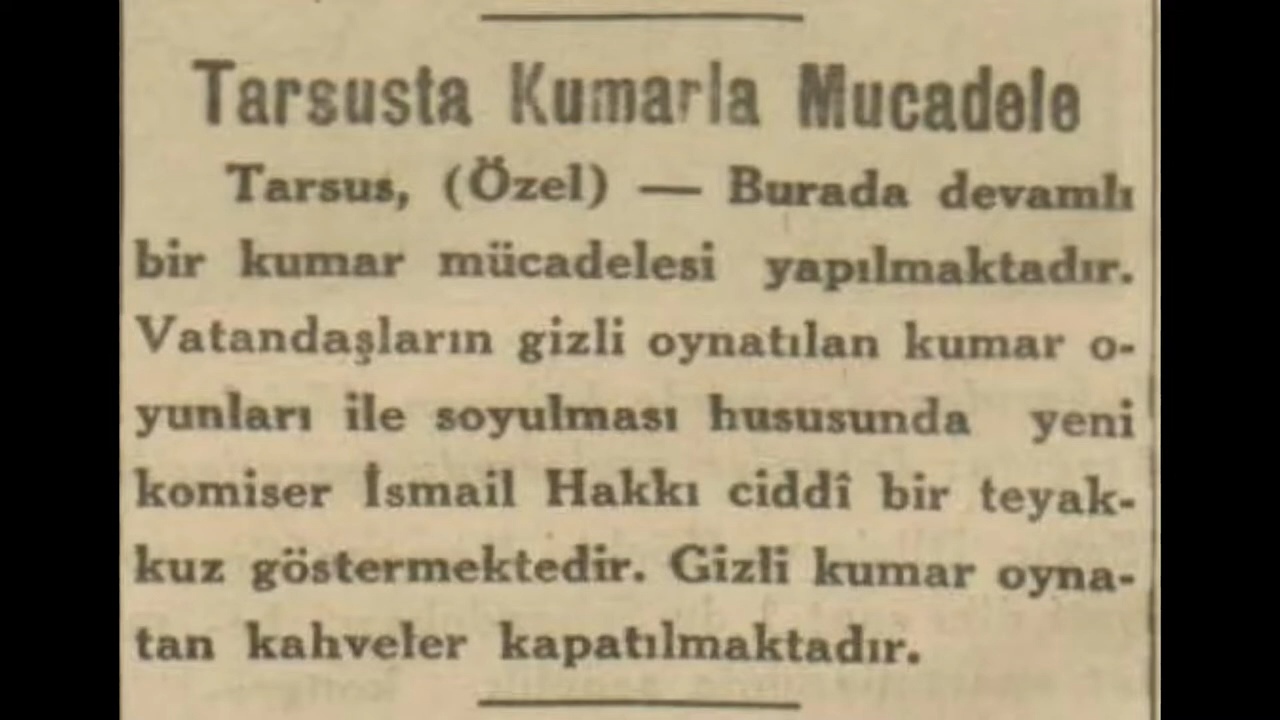 Tarsusta Kumarla Mucadele
Tarsus, (Özel) — Burada devamlı
bir kumar mücadelesi yapılmaktadır.
Vatandaşların gizli oynatılan kumar o-
yunları ile soyulması hususunda yeni
komiser İsmail Hakkı ciddî bir teyak-
kuz göstermektedir. Gizli kumar oyna-
tan kahveler kapatılmaktadır.